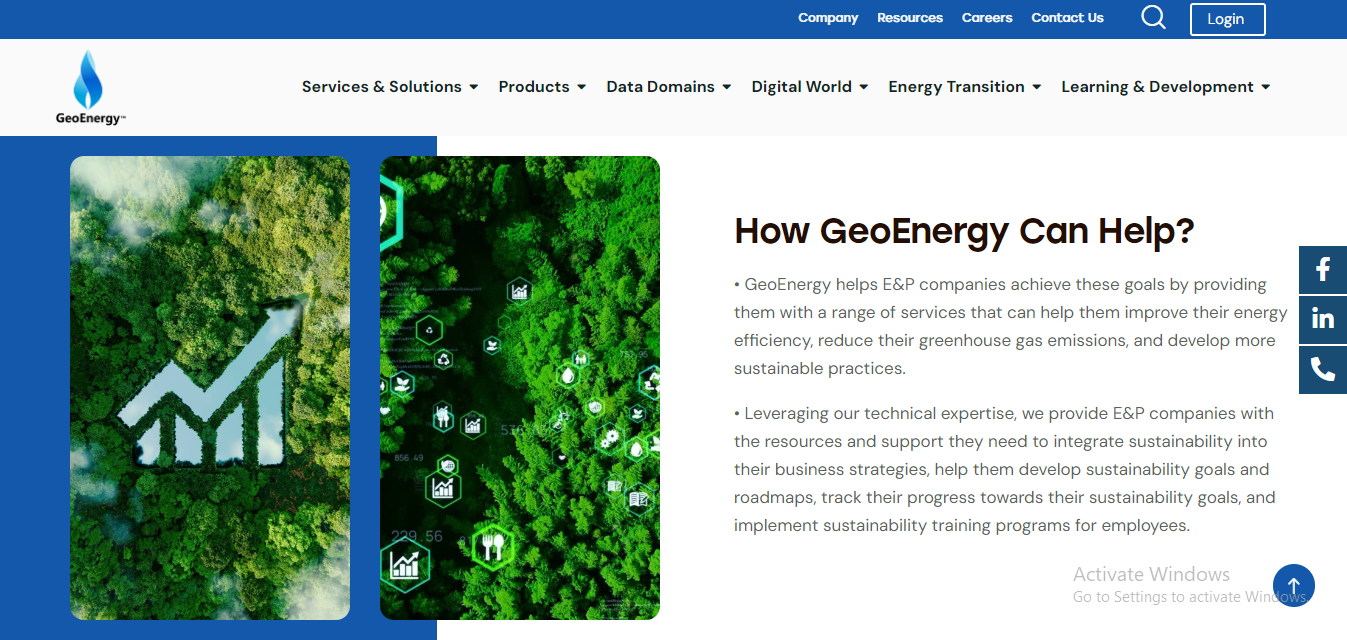 Company Resources Careers Contact Us Login
GeoEnergy™
Services & Solutions Products Data Domains Digital World Energy Transition Learning & Development
How GeoEnergy Can Help?
• GeoEnergy helps E&P companies achieve these goals by providing
them with a range of services that can help them improve their energy
efficiency, reduce their greenhouse gas emissions, and develop more
sustainable practices.
• Leveraging our technical expertise, we provide E&P companies with
the resources and support they need to integrate sustainability into
their business strategies, help them develop sustainability goals and
roadmaps, track their progress towards their sustainability goals, and
implement sustainability training programs for employees.
856.49
229.56
Activate Windows
Go to Settings to activate Windows.